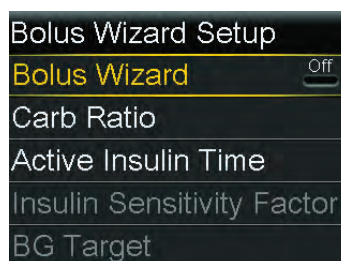 Bolus Wizard Setup
Bolus Wizard Off
Carb Ratio
Active Insulin Time
Insulin Sensitivity Factor
BG Target